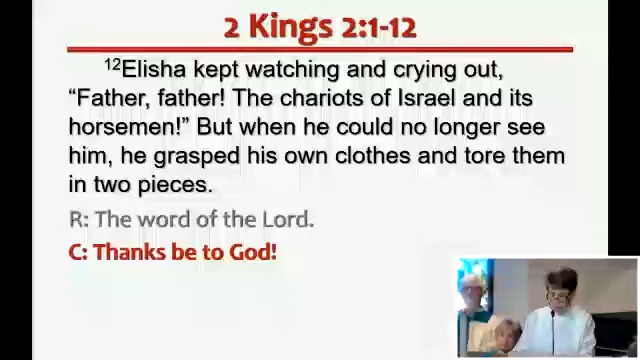 2 Kings 2:1-12
12Elisha kept watching and crying out,
“Father, father! The chariots of Israel and its
horsemen!” But when he could no longer see
him, he grasped his own clothes and tore them
in two pieces.
R: The word of the Lord.
C: Thanks be to God!